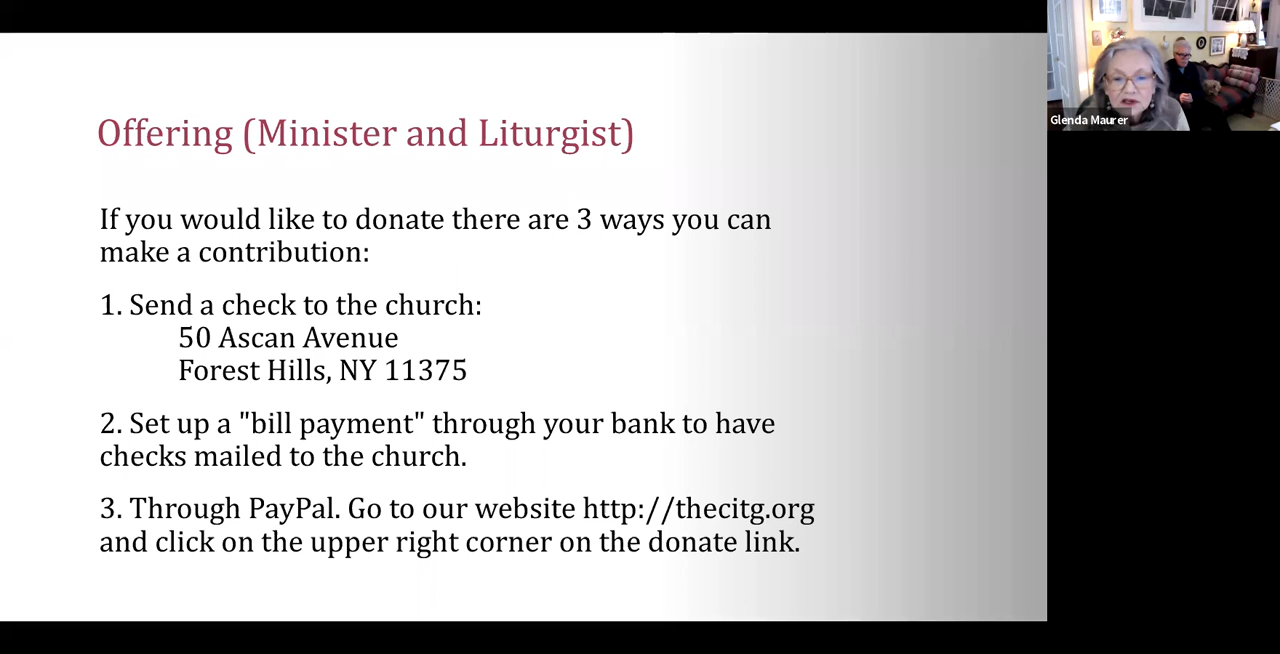 Offering (Minister and Liturgist)
If you would like to donate there are 3 ways you can
make a contribution:
1. Send a check to the church:
50 Ascan Avenue
Forest Hills, NY 11375
2. Set up a "bill payment" through your bank to have
checks mailed to the church.
3. Through PayPal. Go to our website http://thecitg.org
and click on the upper right corner on the donate link.
Glenda Maurer